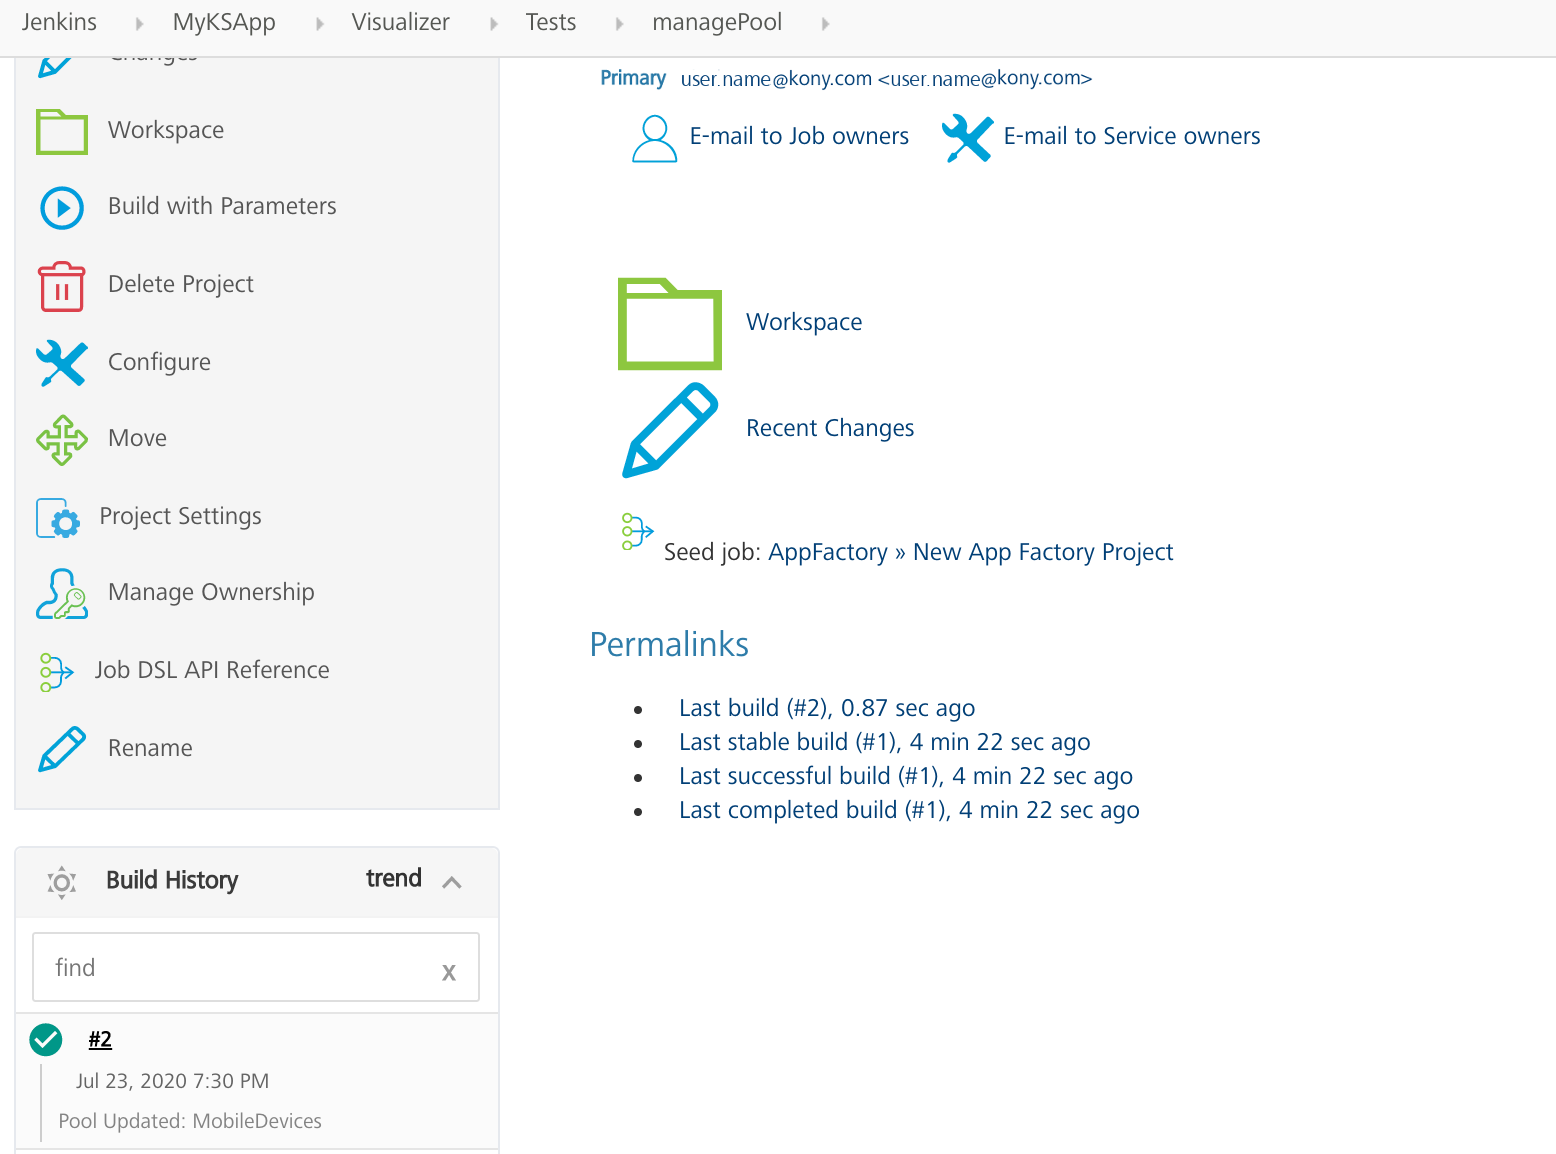 Jenkins MyKSApp Visualizer Tests managePool
Changes
Workspace
Build with Parameters
Delete Project
Configure
Move
Project Settings
Manage Ownership
Job DSL API Reference
Rename
Build History trend
find x
#2
Jul 23, 2020 7:30 PM
Pool Updated: MobileDevices
Primary user.name@kony.com <user.name@kony.com>
E-mail to Job owners E-mail to Service owners
Workspace
Recent Changes
Seed job: AppFactory » New App Factory Project
Permalinks
• Last build (#2), 0.87 sec ago
• Last stable build (#1), 4 min 22 sec ago
• Last successful build (#1), 4 min 22 sec ago
• Last completed build (#1), 4 min 22 sec ago